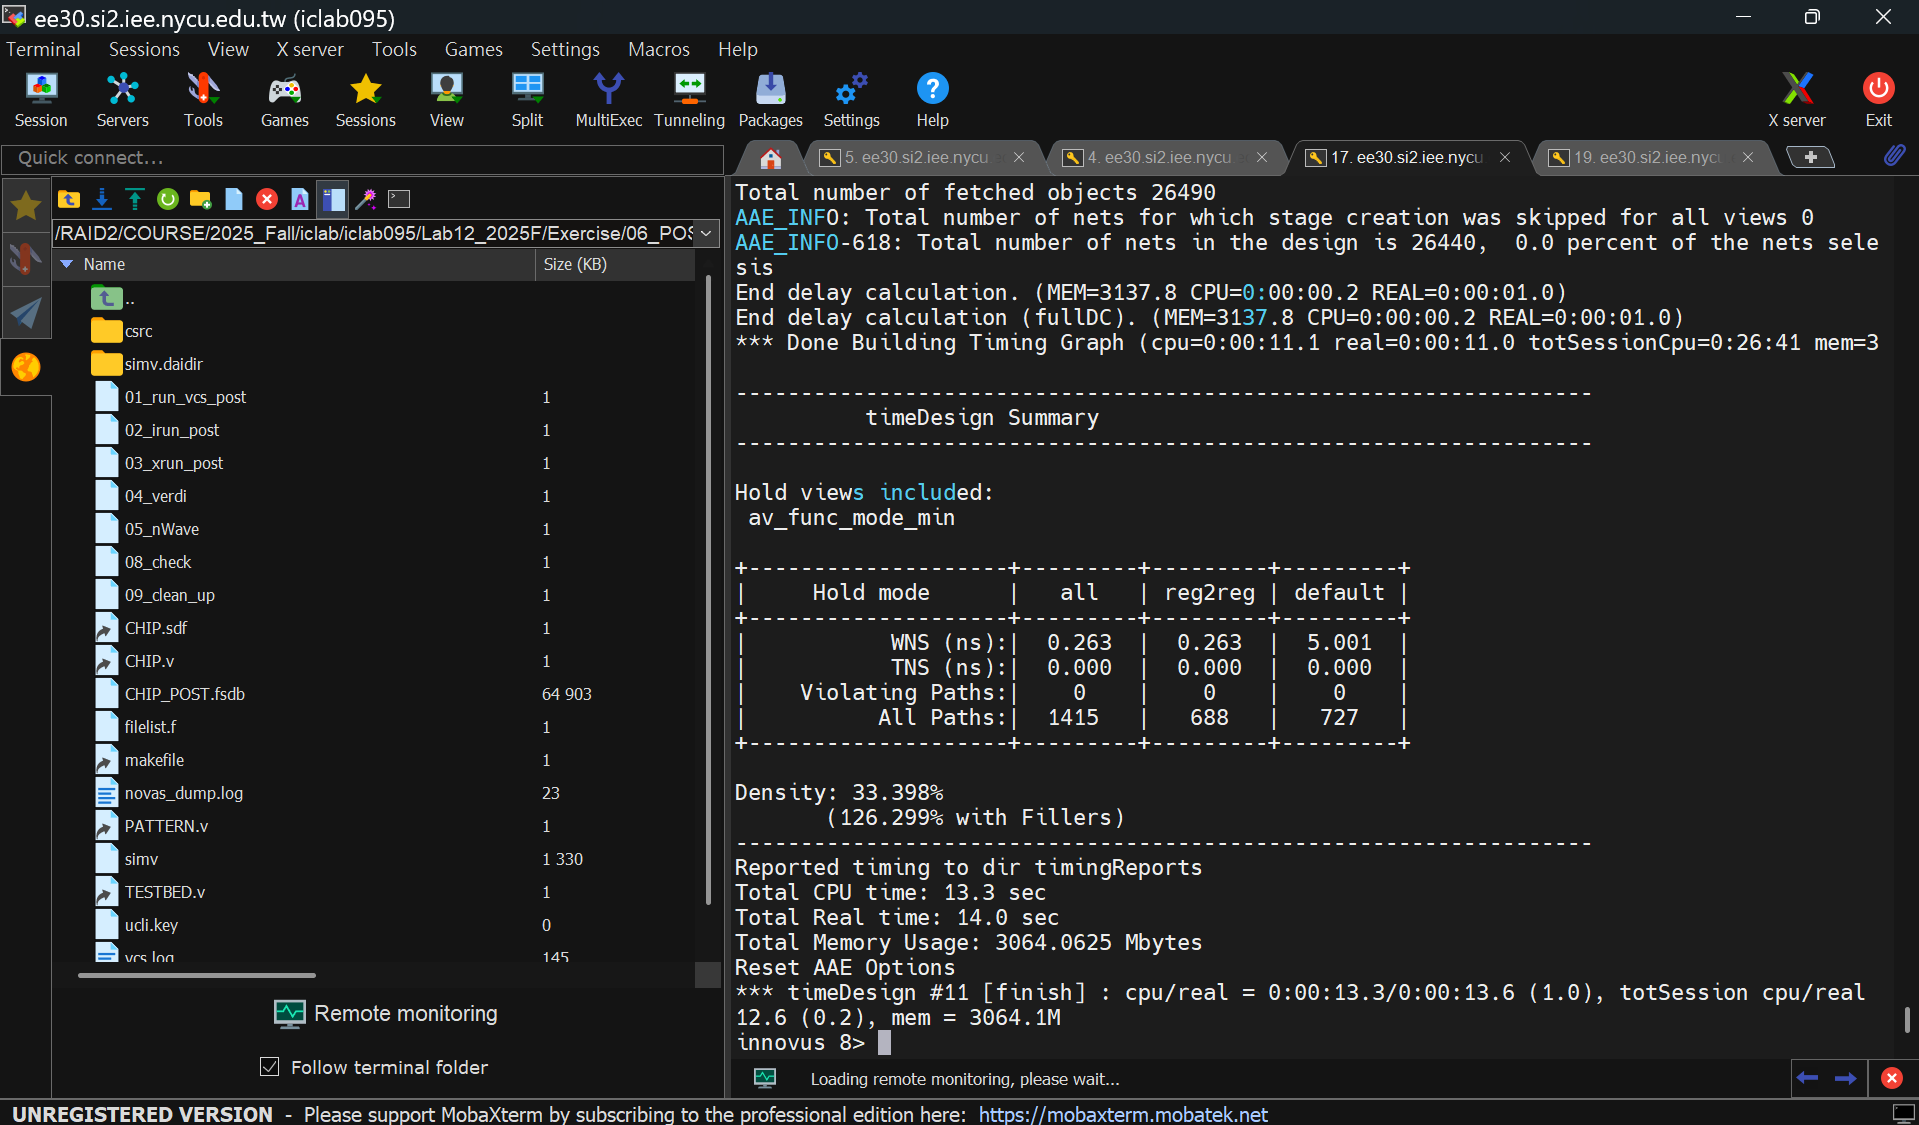 ee30.si2.iee.nycu.edu.tw (iclab095)
Terminal Sessions View X server Tools Games Settings Macros Help
Session Servers Tools Games Sessions View Split MultiExec Tunneling Packages Settings Help X server Exit
Quick connect...
5. ee30.si2.iee.nycu
4. ee30.si2.iee.nycu
17. ee30.si2.iee.nycu
19. ee30.si2.iee.nyc
/RAID2/COURSE/2025_Fall/iclab/iclab095/Lab12_2025F/Exercise/06_POS
Name Size (KB)
..
csrc
simv.daidir
01_run_vcs_post 1
02_irun_post 1
03_xrun_post 1
04_verdi 1
05_nWave 1
08_check 1
09_clean_up 1
CHIP.sdf 1
CHIP.v 1
CHIP_POST.fsdb 64 903
filelist.f 1
makefile 1
novas_dump.log 23
PATTERN.v 1
simv 1 330
TESTBED.v 1
ucli.key 0
vcs.log 145
Remote monitoring
Follow terminal folder
Total number of fetched objects 26490
AAE_INFO: Total number of nets for which stage creation was skipped for all views 0
AAE_INFO-618: Total number of nets in the design is 26440,  0.0 percent of the nets sele
sis
End delay calculation. (MEM=3137.8 CPU=0:00:00.2 REAL=0:00:01.0)
End delay calculation (fullDC). (MEM=3137.8 CPU=0:00:00.2 REAL=0:00:01.0)
*** Done Building Timing Graph (cpu=0:00:11.1 real=0:00:11.0 totSessionCpu=0:26:41 mem=3
------------------------------------------------------------------
timeDesign Summary
------------------------------------------------------------------
Hold views included:
av_func_mode_min
+--------------------+---------+---------+---------+
|     Hold mode      |   all   | reg2reg | default |
+--------------------+---------+---------+---------+
|           WNS (ns):|  0.263  |  0.263  |  5.001  |
|           TNS (ns):|  0.000  |  0.000  |  0.000  |
|    Violating Paths:|    0    |    0    |    0    |
|          All Paths:|  1415   |   688   |   727   |
+--------------------+---------+---------+---------+
Density: 33.398%
(126.299% with Fillers)
------------------------------------------------------------------
Reported timing to dir timingReports
Total CPU time: 13.3 sec
Total Real time: 14.0 sec
Total Memory Usage: 3064.0625 Mbytes
Reset AAE Options
*** timeDesign #11 [finish] : cpu/real = 0:00:13.3/0:00:13.6 (1.0), totSession cpu/real
12.6 (0.2), mem = 3064.1M
innovus 8>
Loading remote monitoring, please wait...
UNREGISTERED VERSION - Please support MobaXterm by subscribing to the professional edition here: https://mobaxterm.mobatek.net